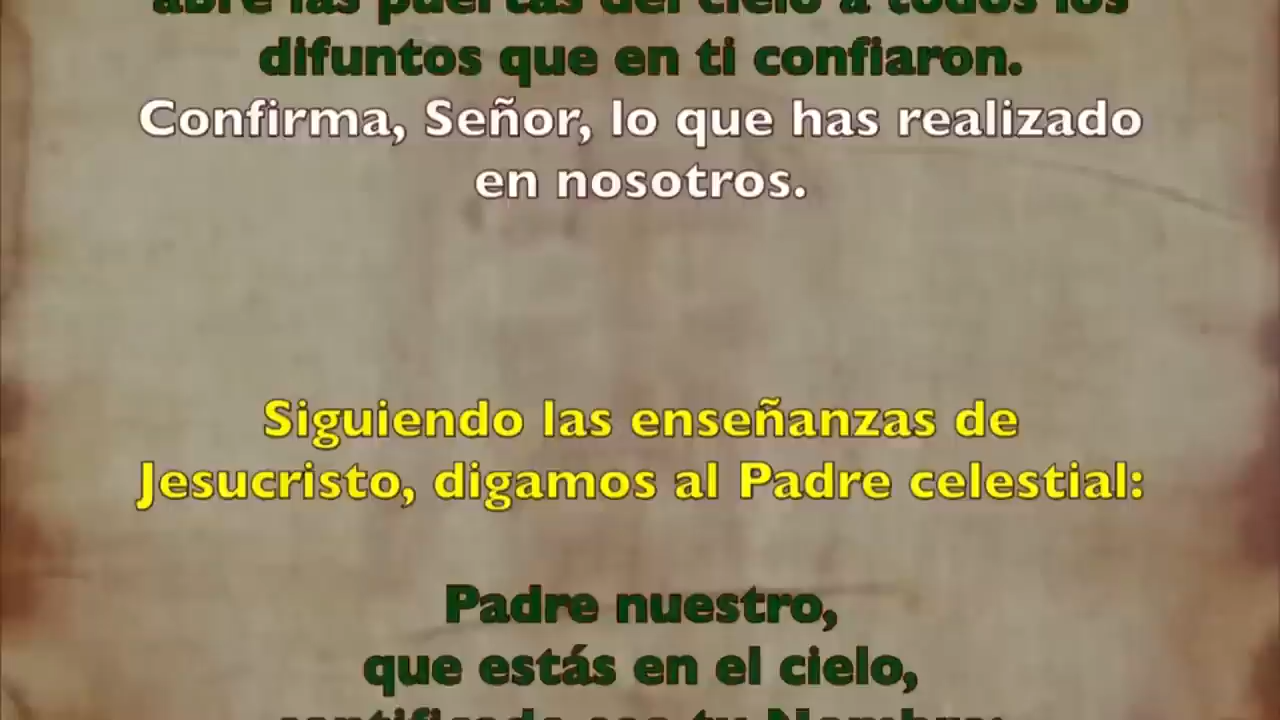 abre las puertas del cielo a todos los
difuntos que en ti confiaron.
Confirma, Señor, lo que has realizado
en nosotros.
Siguiendo las enseñanzas de
Jesucristo, digamos al Padre celestial:
Padre nuestro,
que estás en el cielo,
santificado sea tu Nombre;